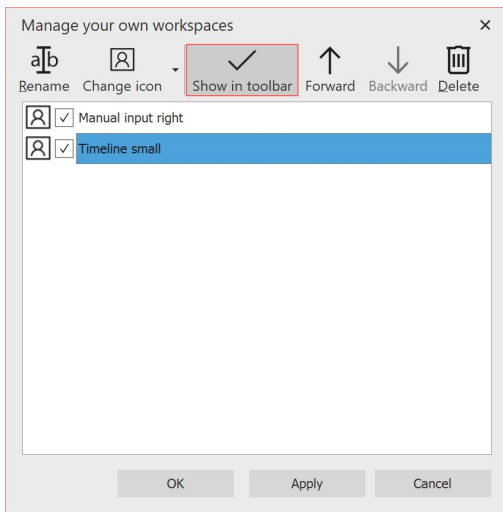 Manage your own workspaces
Rename Change icon Show in toolbar Forward Backward Delete
Manual input right
Timeline small
OK Apply Cancel